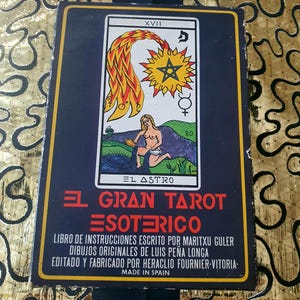 XVII
EL ASTRO
EL GRAN TAROT
ESOTERICO
LIBRO DE INSTRUCCIONES ESCRITO POR MARITXU GULER
DIBUJOS ORIGINALES DE LUIS PEÑA LONGA
EDITADO Y FABRICADO POR HERACLIO FOURNIER-VITORIA-
MADE IN SPAIN